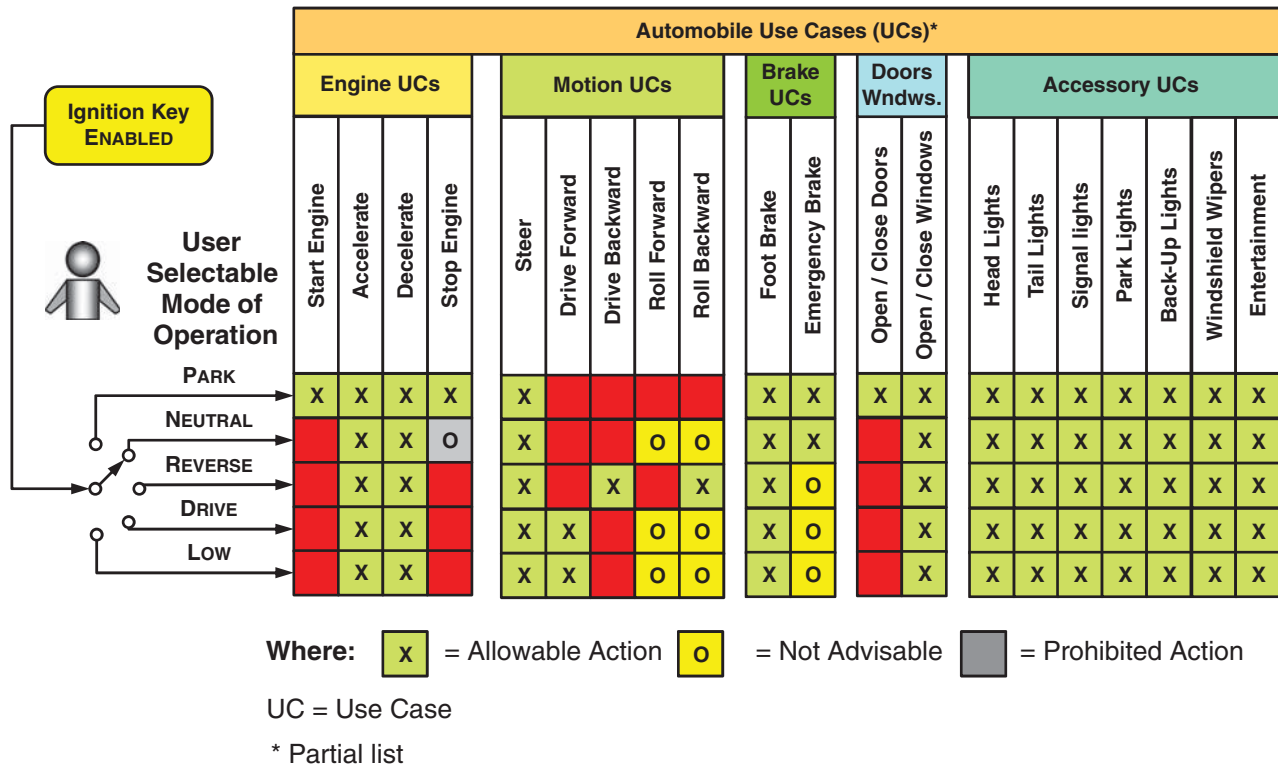 Automobile Use Cases (UCs)*
Engine UCs
Motion UCs
Brake
UCs
Doors
Wndws.
Accessory UCs
Ignition Key
ENABLED
User
Selectable
Mode of
Operation
Start Engine
Accelerate
Decelerate
Stop Engine
Steer
Drive Forward
Drive Backward
Roll Forward
Roll Backward
Foot Brake
Emergency Brake
Open / Close Doors
Open / Close Windows
Head Lights
Tail Lights
Signal lights
Park Lights
Back-Up Lights
Windshield Wipers
Entertainment
PARK X X X X X X X X X X X X X X X X
NEUTRAL X X O X O O X X X X X X X X X X
REVERSE X X X X X X O X X X X X X X X
DRIVE X X X X O O X O X X X X X X X X
LOW X X X X O O X O X X X X X X X X
Where: X = Allowable Action O = Not Advisable = Prohibited Action
UC = Use Case
* Partial list